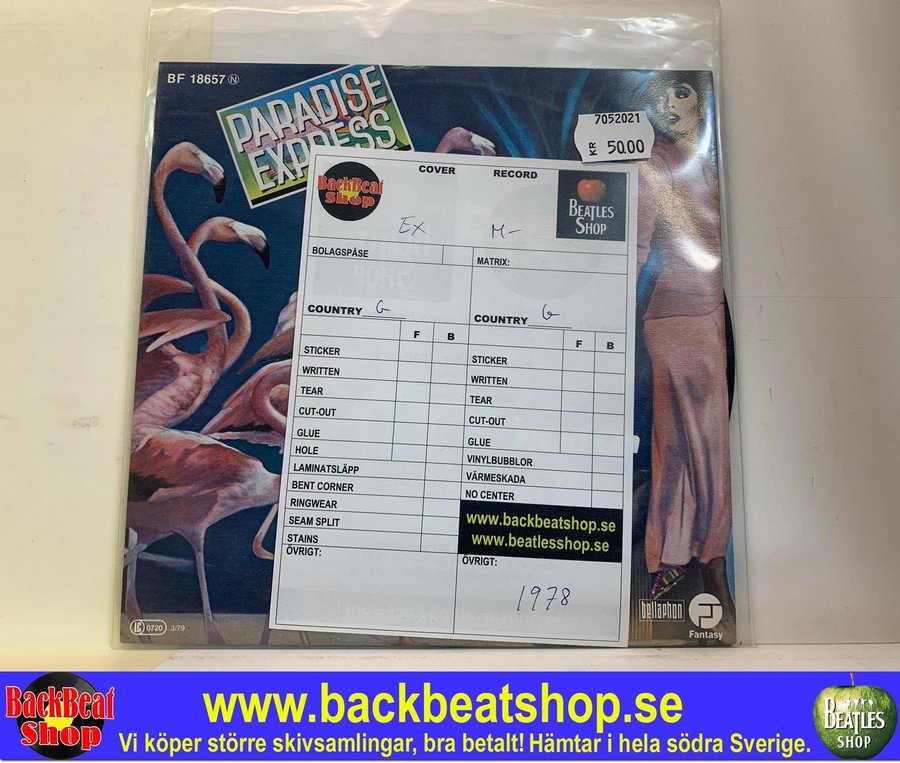 BF 18657 Ⓝ
PARADISE
EXPRESS
7052021
KR 50.00
BackBeat
Shop
COVER
RECORD
BEATLES
SHOP
EX
M-
BOLAGSPÅSE
MATRIX:
COUNTRY G
COUNTRY G
F B
F B
STICKER
STICKER
WRITTEN
WRITTEN
TEAR
TEAR
CUT-OUT
CUT-OUT
GLUE
GLUE
HOLE
VINYLBUBBLOR
LAMINATSLÄPP
VÄRMESKADA
BENT CORNER
NO CENTER
RINGWEAR
www.backbeatshop.se
SEAM SPLIT
www.beatlesshop.se
STAINS
ÖVRIGT:
ÖVRIGT:
1978
bellaphon
Fantasy
LC 0720 3/79
BackBeat
Shop
www.backbeatshop.se
Vi köper större skivsamlingar, bra betalt! Hämtar i hela södra Sverige.
BEATLES
SHOP